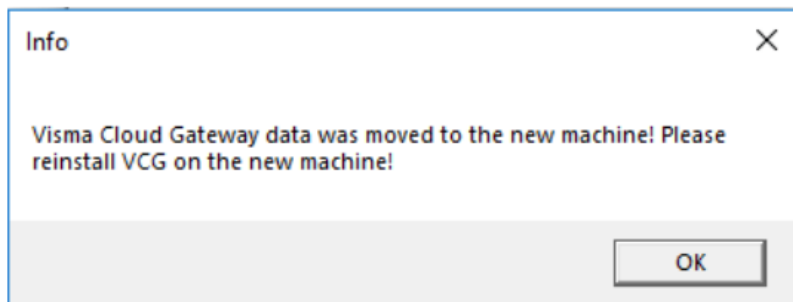 Info
Visma Cloud Gateway data was moved to the new machine! Please
reinstall VCG on the new machine!
OK